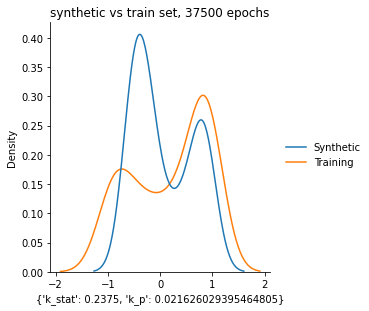 synthetic vs train set, 37500 epochs
0.40
0.35
0.30
0.25
0.20
0.15
0.10
0.05
0.00
Density
Synthetic
Training
−2 −1 0 1 2
{'k_stat': 0.2375, 'k_p': 0.021626029395464805}